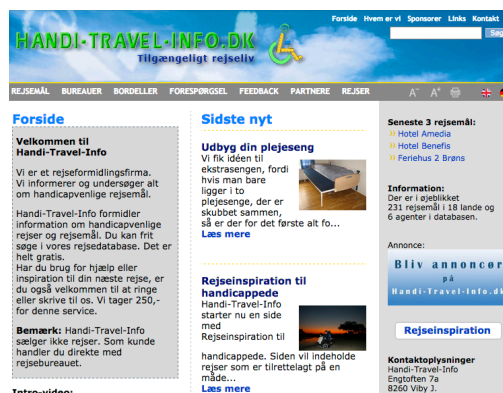 Forside Hvem er vi Sponsorer Links Kontakt
HANDI-TRAVEL-INFO.DK
Tilgængeligt rejseliv
Søg
REJSEMÅL BUREAUER BORDELLER FORESPØRGSEL FEEDBACK PARTNERE REJSER A- A+
Forside
Velkommen til
Handi-Travel-Info
Vi er et rejseformidlingsfirma.
Vi informerer og undersøger alt
om handicapvenlige rejsemål.
Handi-Travel-Info formidler
information om handicapvenlige
rejser og rejsemål. Du kan frit
søge i vores rejsedatabase. Det er
helt gratis.
Har du brug for hjælp eller
inspiration til din næste rejse, er
du også velkommen til at ringe
eller skrive til os. Vi tager 250,-
for denne service.
Bemærk: Handi-Travel-Info
sælger ikke rejser. Som kunde
handler du direkte med
rejsebureauet.
Intro-video:
Sidste nyt
Udbyg din plejeseng
Vi fik idéen til
ekstrasengen, fordi
hvis man bare
ligger i to
plejesenge, der er
skubbet sammen,
så er der for det første alt fo...
Læs mere
Rejseinspiration til
handicappede
Handi-Travel-Info
starter nu en side
med
Rejseinspiration til
handicappede. Siden vil indeholde
rejser som er tilrettelagt på en
måde...
Læs mere
Seneste 3 rejsemål:
›› Hotel Amedia
›› Hotel Benefis
›› Feriehus 2 Brøns
Information:
Der er i øjeblikket
231 rejsemål i 18 lande og
6 agenter i databasen.
Annonce:
Bliv annoncør
på
Handi-Travel-Info.dk
Rejseinspiration
Kontaktoplysninger
Handi-Travel-Info
Engtoften 7a
8260 Viby J.